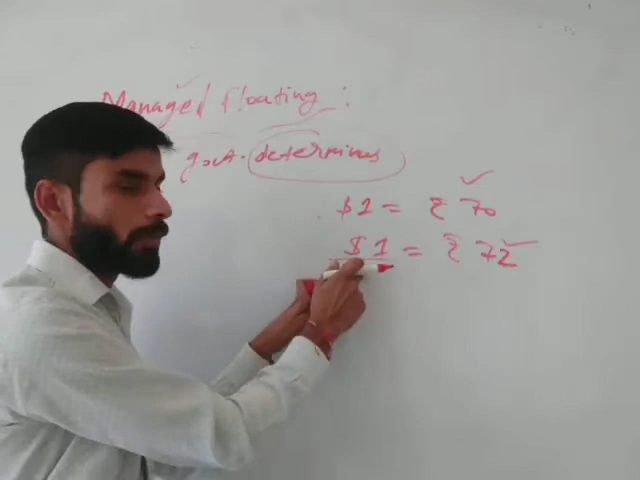 Managed floating :
govt. determines
$1 = ₹ 70
$1 = ₹ 72